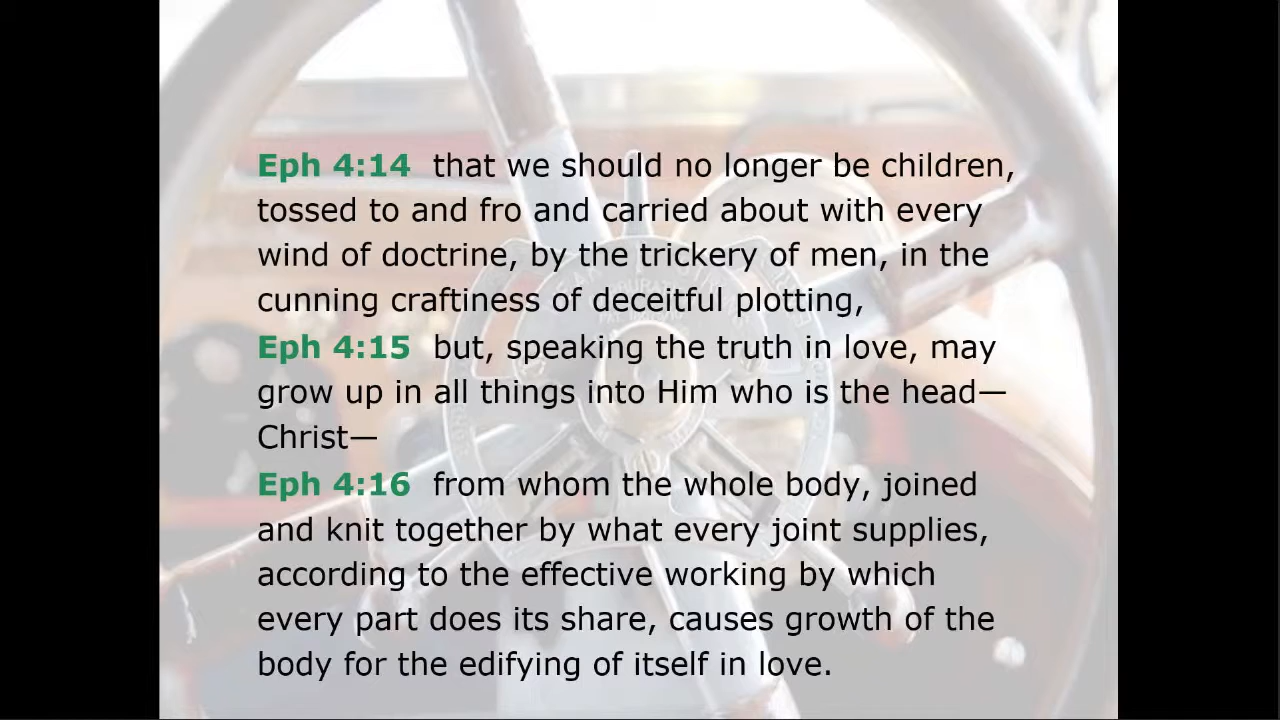 Eph 4:14 that we should no longer be children,
tossed to and fro and carried about with every
wind of doctrine, by the trickery of men, in the
cunning craftiness of deceitful plotting,
Eph 4:15 but, speaking the truth in love, may
grow up in all things into Him who is the head—
Christ—
Eph 4:16 from whom the whole body, joined
and knit together by what every joint supplies,
according to the effective working by which
every part does its share, causes growth of the
body for the edifying of itself in love.